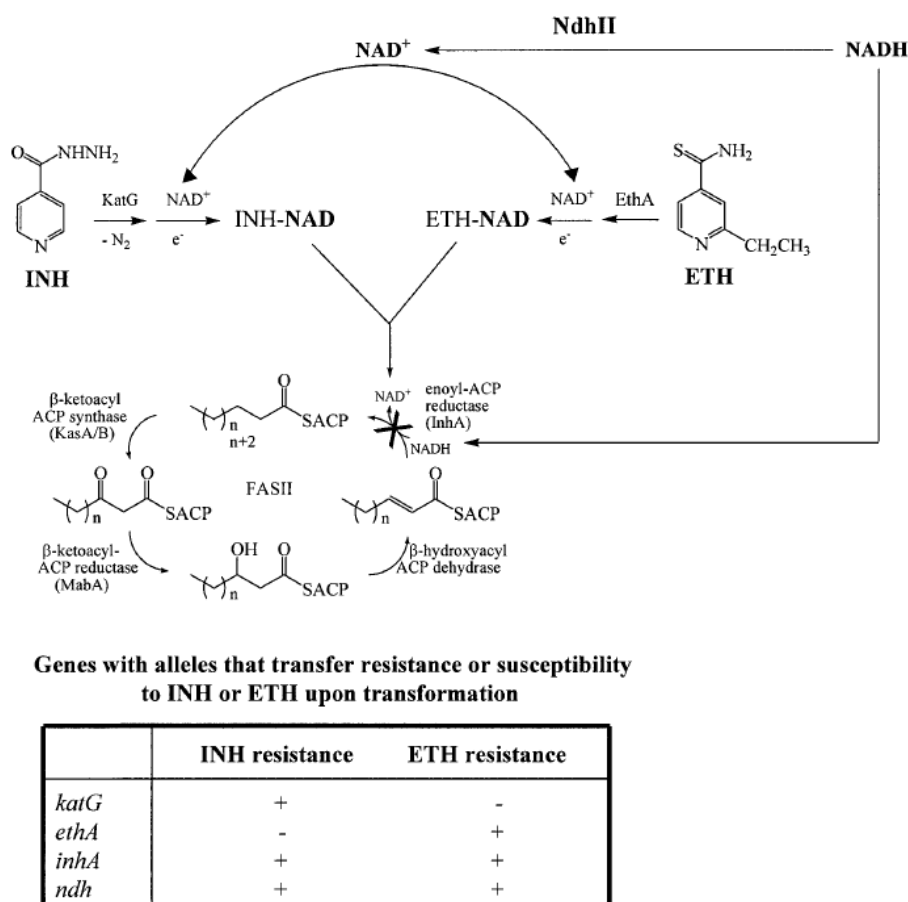 NdhII
NAD+
NADH
O
NHNH2
N
INH
KatG
- N2
NAD+
e-
INH-NAD
ETH-NAD
NAD+
e-
EthA
S
NH2
N
CH2CH3
ETH
β-ketoacyl
ACP synthase
(KasA/B)
O
( )n
n+2
SACP
NAD+
enoyl-ACP
reductase
(InhA)
NADH
O O
( )n
SACP
FASII
O
( )n
SACP
β-ketoacyl-
ACP reductase
(MabA)
OH O
( )n
SACP
β-hydroxyacyl
ACP dehydrase
Genes with alleles that transfer resistance or susceptibility
to INH or ETH upon transformation
INH resistance ETH resistance
katG + -
ethA - +
inhA + +
ndh + +